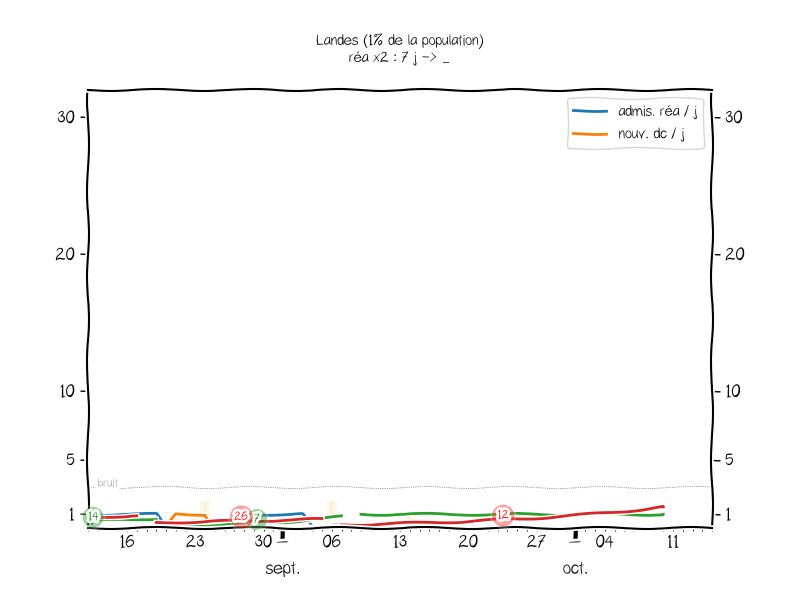 Landes (1% de la population)
réa x2 : 7 j -> _
admis. réa / j
nouv. dc / j
30
30
20
20
10
10
5
5
bruit
1
1
14
26
7
12
16 23 30 06 13 20 27 04 11
sept. oct.